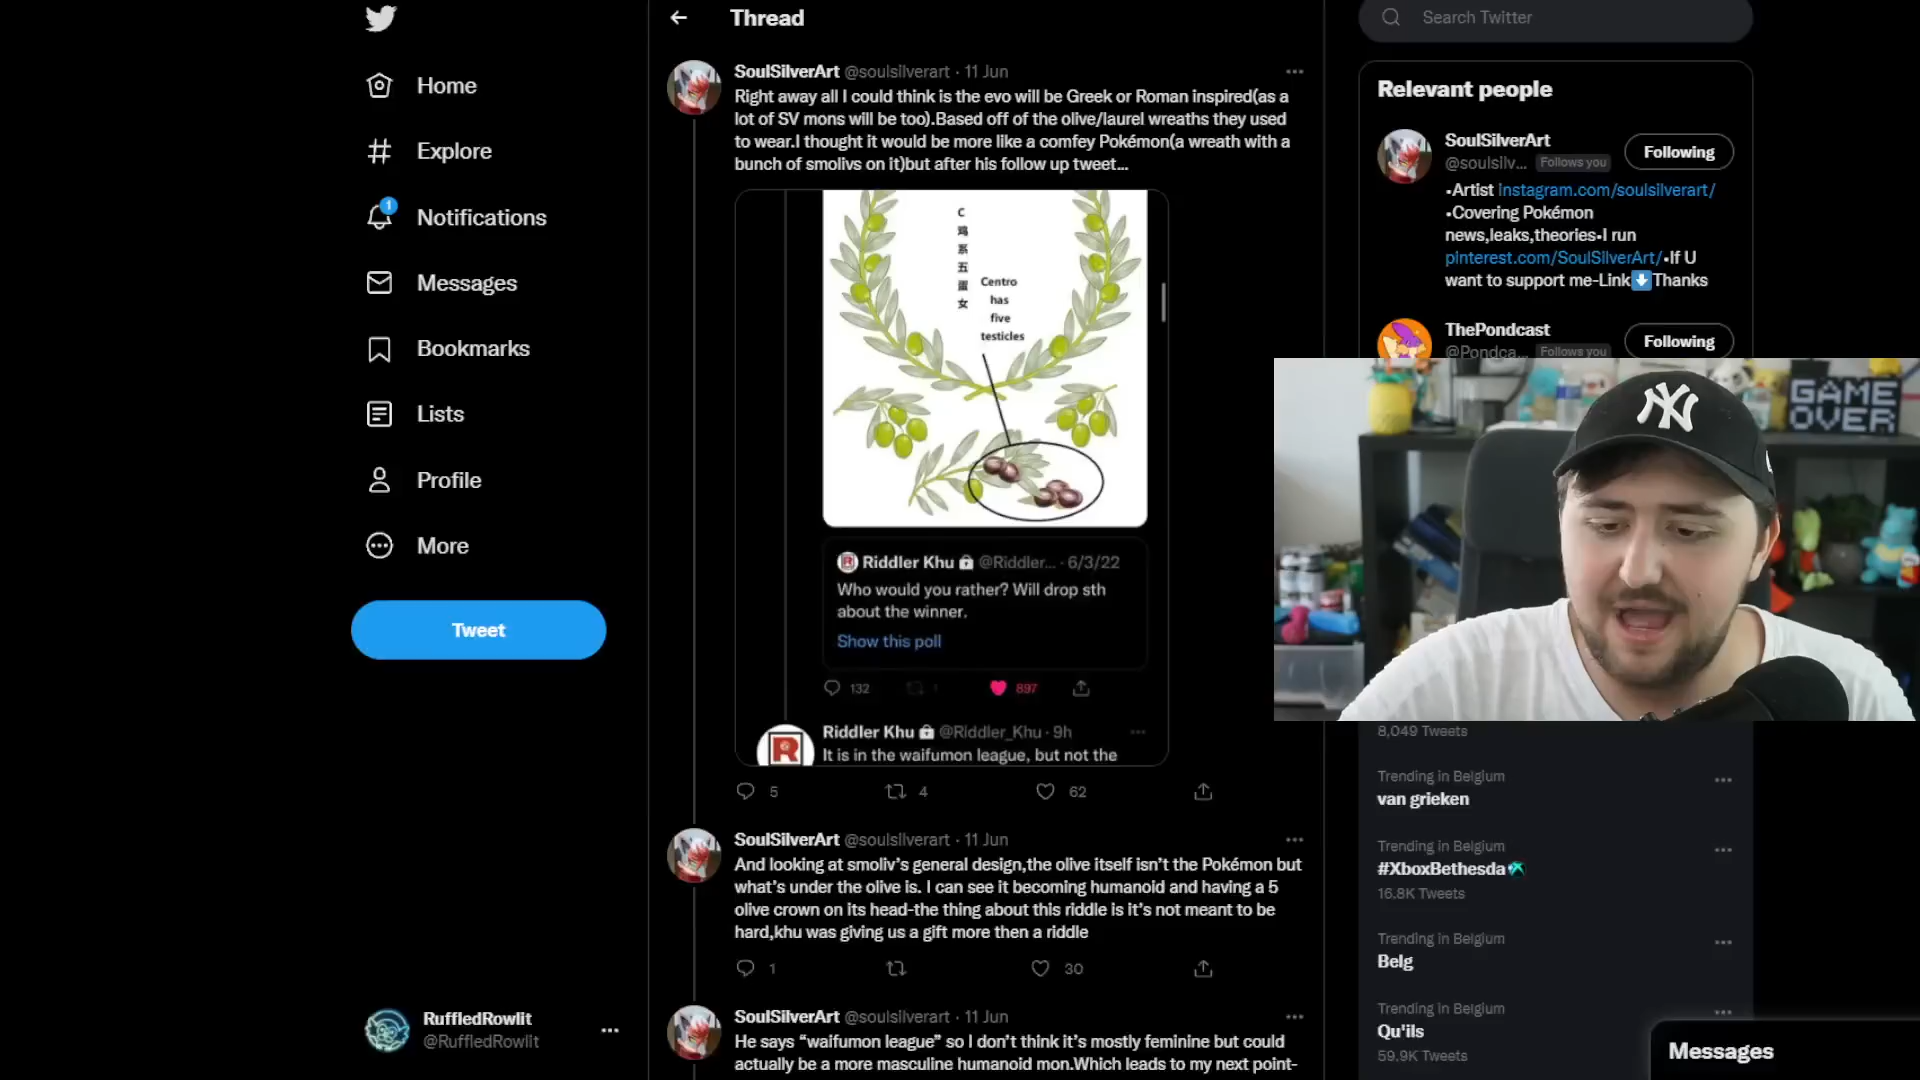 Home
Explore
1
Notifications
Messages
Bookmarks
Lists
Profile
More
Tweet
RuffledRowlit
@RuffledRowlit
Thread
SoulSilverArt @soulsilverart · 11 Jun
Right away all I could think is the evo will be Greek or Roman inspired(as a
lot of SV mons will be too).Based off of the olive/laurel wreaths they used
to wear.I thought it would be more like a comfey Pokémon(a wreath with a
bunch of smolivs on it)but after his follow up tweet...
C
鸡
系
五
蛋
女
Centro
has
five
testicles
Riddler Khu @Riddler... · 6/3/22
Who would you rather? Will drop sth
about the winner.
Show this poll
132
1
897
Riddler Khu @Riddler_Khu · 9h
It is in the waifumon league, but not the
5
4
62
SoulSilverArt @soulsilverart · 11 Jun
And looking at smoliv's general design,the olive itself isn't the Pokémon but
what's under the olive is. I can see it becoming humanoid and having a 5
olive crown on its head-the thing about this riddle is it's not meant to be
hard,khu was giving us a gift more then a riddle
1
30
SoulSilverArt @soulsilverart · 11 Jun
He says “waifumon league” so I don't think it's mostly feminine but could
actually be a more masculine humanoid mon.Which leads to my next point-
Search Twitter
Relevant people
SoulSilverArt
@soulsilv... Follows you
Following
•Artist instagram.com/soulsilverart/
•Covering Pokémon
news,leaks,theories•I run
pinterest.com/SoulSilverArt/•If U
want to support me-Link⬇Thanks
ThePondcast
@Pondca... Follows you
Following
GAME
OVER
NY
8,049 Tweets
Trending in Belgium
van grieken
Trending in Belgium
#XboxBethesda
16.8K Tweets
Trending in Belgium
Belg
Trending in Belgium
Qu'ils
59.9K Tweets
Messages